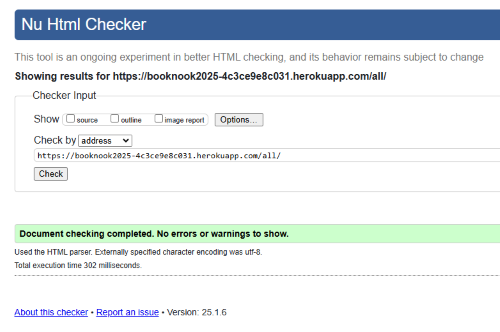 Nu Html Checker
This tool is an ongoing experiment in better HTML checking, and its behavior remains subject to change
Showing results for https://booknook2025-4c3ce9e8c031.herokuapp.com/all/
Checker Input
Show source outline image report Options...
Check by address
https://booknook2025-4c3ce9e8c031.herokuapp.com/all/
Check
Document checking completed. No errors or warnings to show.
Used the HTML parser. Externally specified character encoding was utf-8.
Total execution time 302 milliseconds.
About this checker • Report an issue • Version: 25.1.6